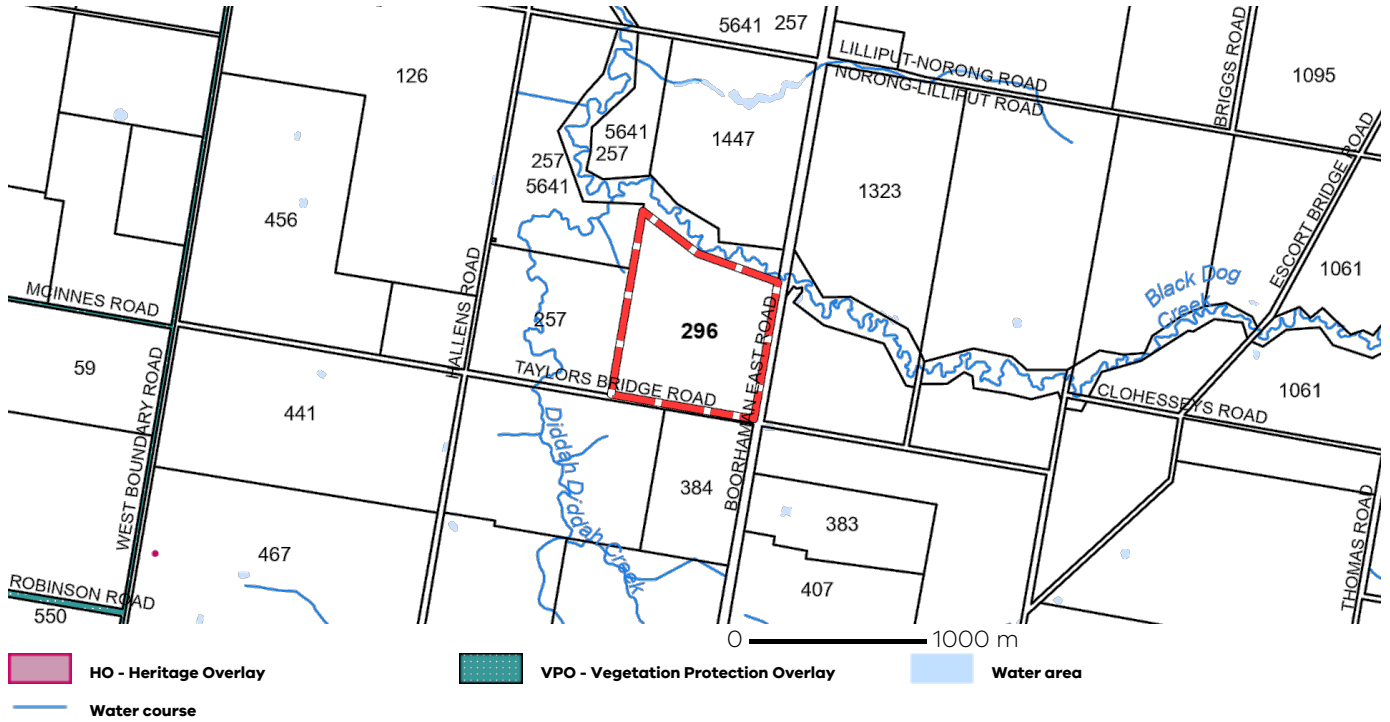 5641 257
LILLIPUT-NORONG ROAD
NORONG-LILLIPUT ROAD
BRIGGS ROAD
1095
126
5641
257
1447
257
5641
1323
ESCORT BRIDGE ROAD
456
HALLENS ROAD
1061
Black Dog
Creek
MCINNES ROAD
257
296
BOORHAMAN EAST ROAD
TAYLORS BRIDGE ROAD
59
WEST BOUNDARY ROAD
441
CLOHESSEYS ROAD
1061
Diddah Diddah Creek
384
383
THOMAS ROAD
467
ROBINSON ROAD
550
407
0 1000 m
HO - Heritage Overlay
VPO - Vegetation Protection Overlay
Water area
Water course